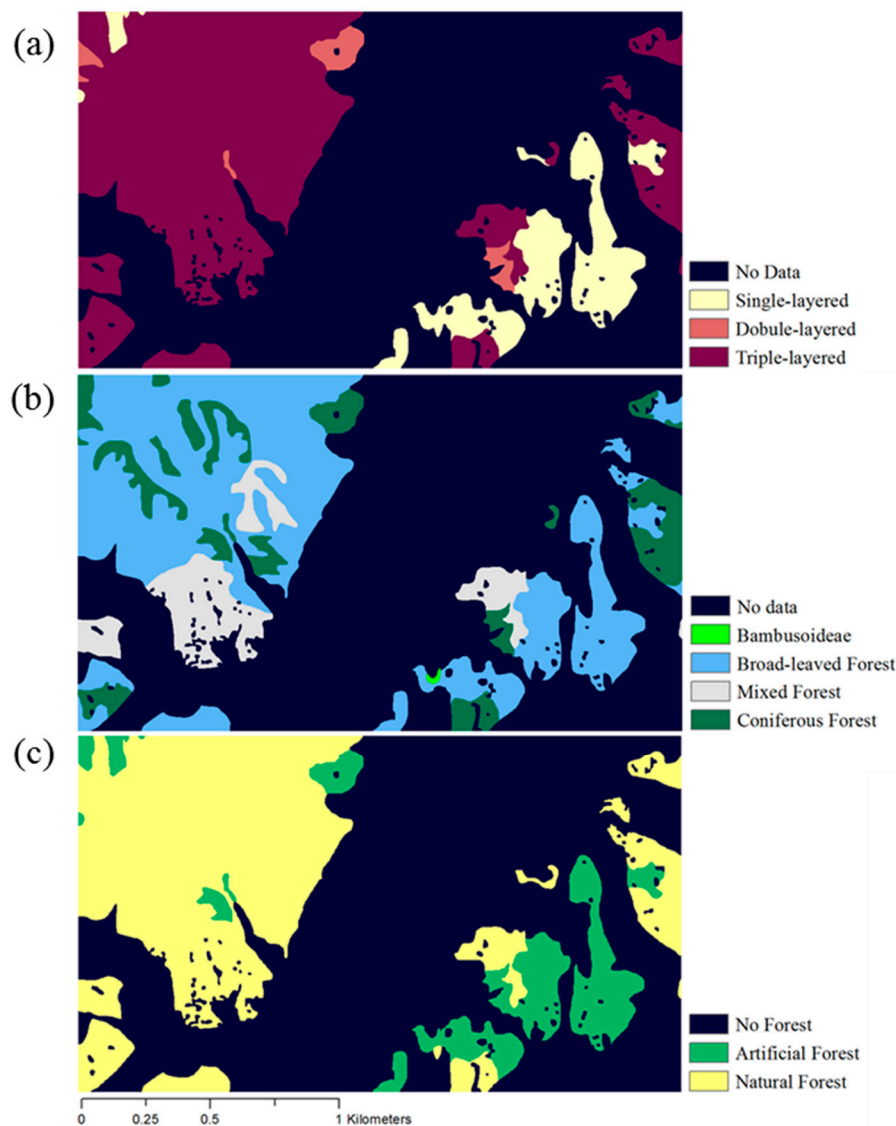 (a)
No Data
Single-layered
Dobule-layered
Triple-layered
(b)
No data
Bambusoideae
Broad-leaved Forest
Mixed Forest
Coniferous Forest
(c)
No Forest
Artificial Forest
Natural Forest
0 0.25 0.5 1 Kilometers